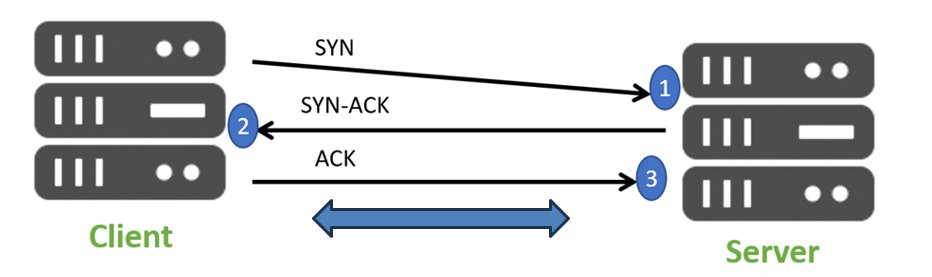 SYN
1
SYN-ACK
2
ACK
3
Client
Server